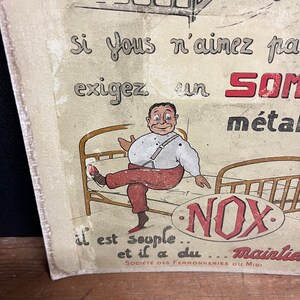 si vous n'aimez pa
exigez un SOM
métal
NOX
il est souple..
et il a du ... maintie
SOCIÉTÉ DES FERRONNERIES DU MIDI